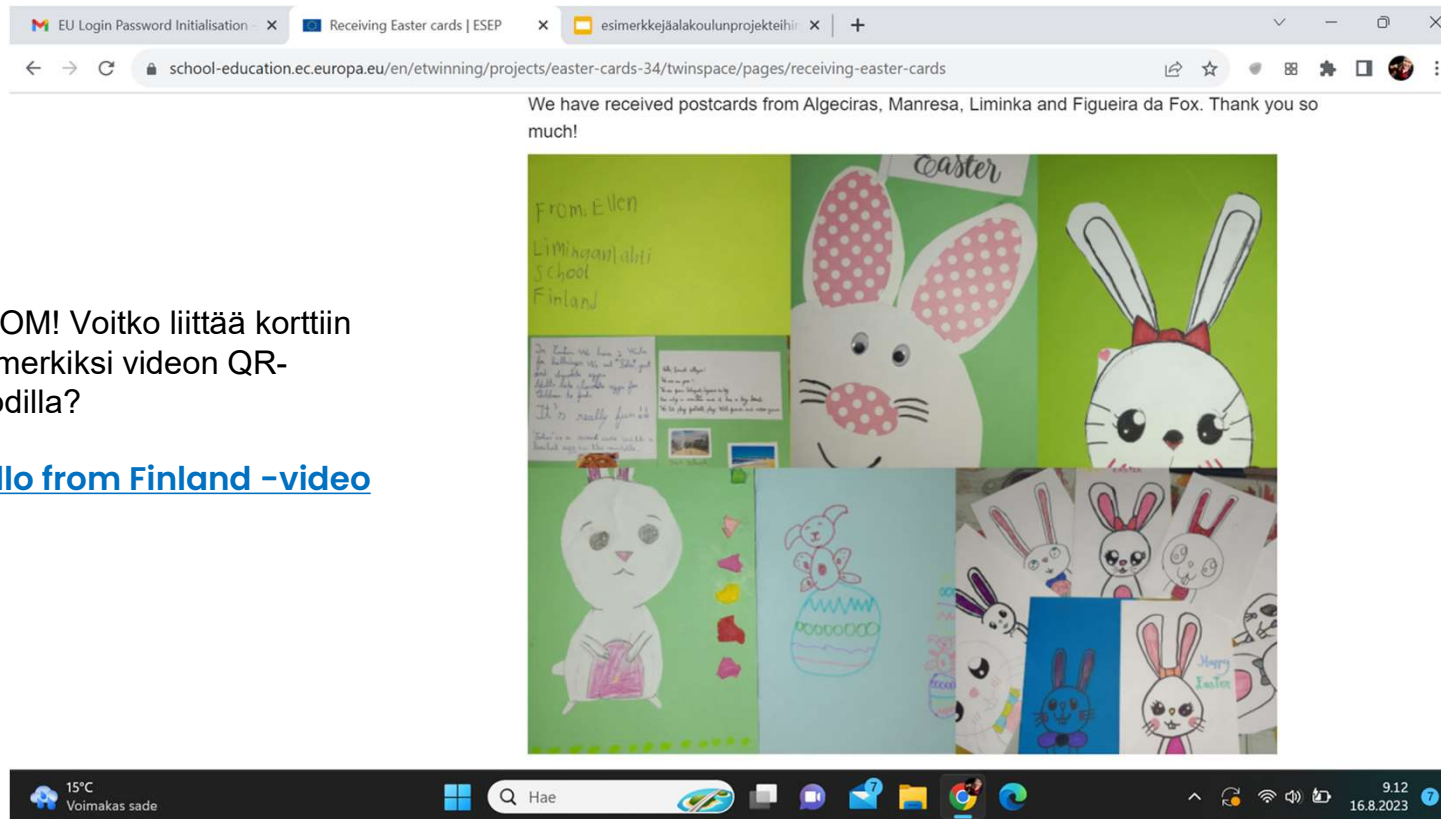 EU Login Password Initialisation -
Receiving Easter cards | ESEP
esimerkkejäalakoulunprojekteihin
school-education.ec.europa.eu/en/etwinning/projects/easter-cards-34/twinspace/pages/receiving-easter-cards
We have received postcards from Algeciras, Manresa, Liminka and Figueira da Fox. Thank you so
much!
OM! Voitko liittää korttiin
merkiksi videon QR-
odilla?
llo from Finland -video
From: Ellen
Liminganlahti
School
Finland
Easter
It's really fun
Happy
Easter
15°C
Voimakas sade
Hae
7
9.12
16.8.2023
7